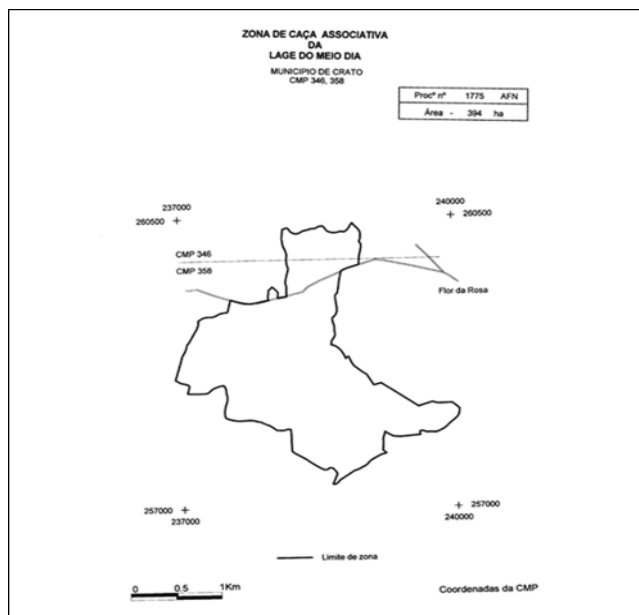 ZONA DE CAÇA ASSOCIATIVA
DA
LAGE DO MEIO DIA
MUNICIPIO DE CRATO
CMP 346, 358
Procº nº 1775 AFN
Área - 394 ha
237000
260500
240000
260500
CMP 346
CMP 358
Flor da Rosa
257000
237000
257000
240000
Limite de zona
0 0.5 1Km
Coordenadas da CMP